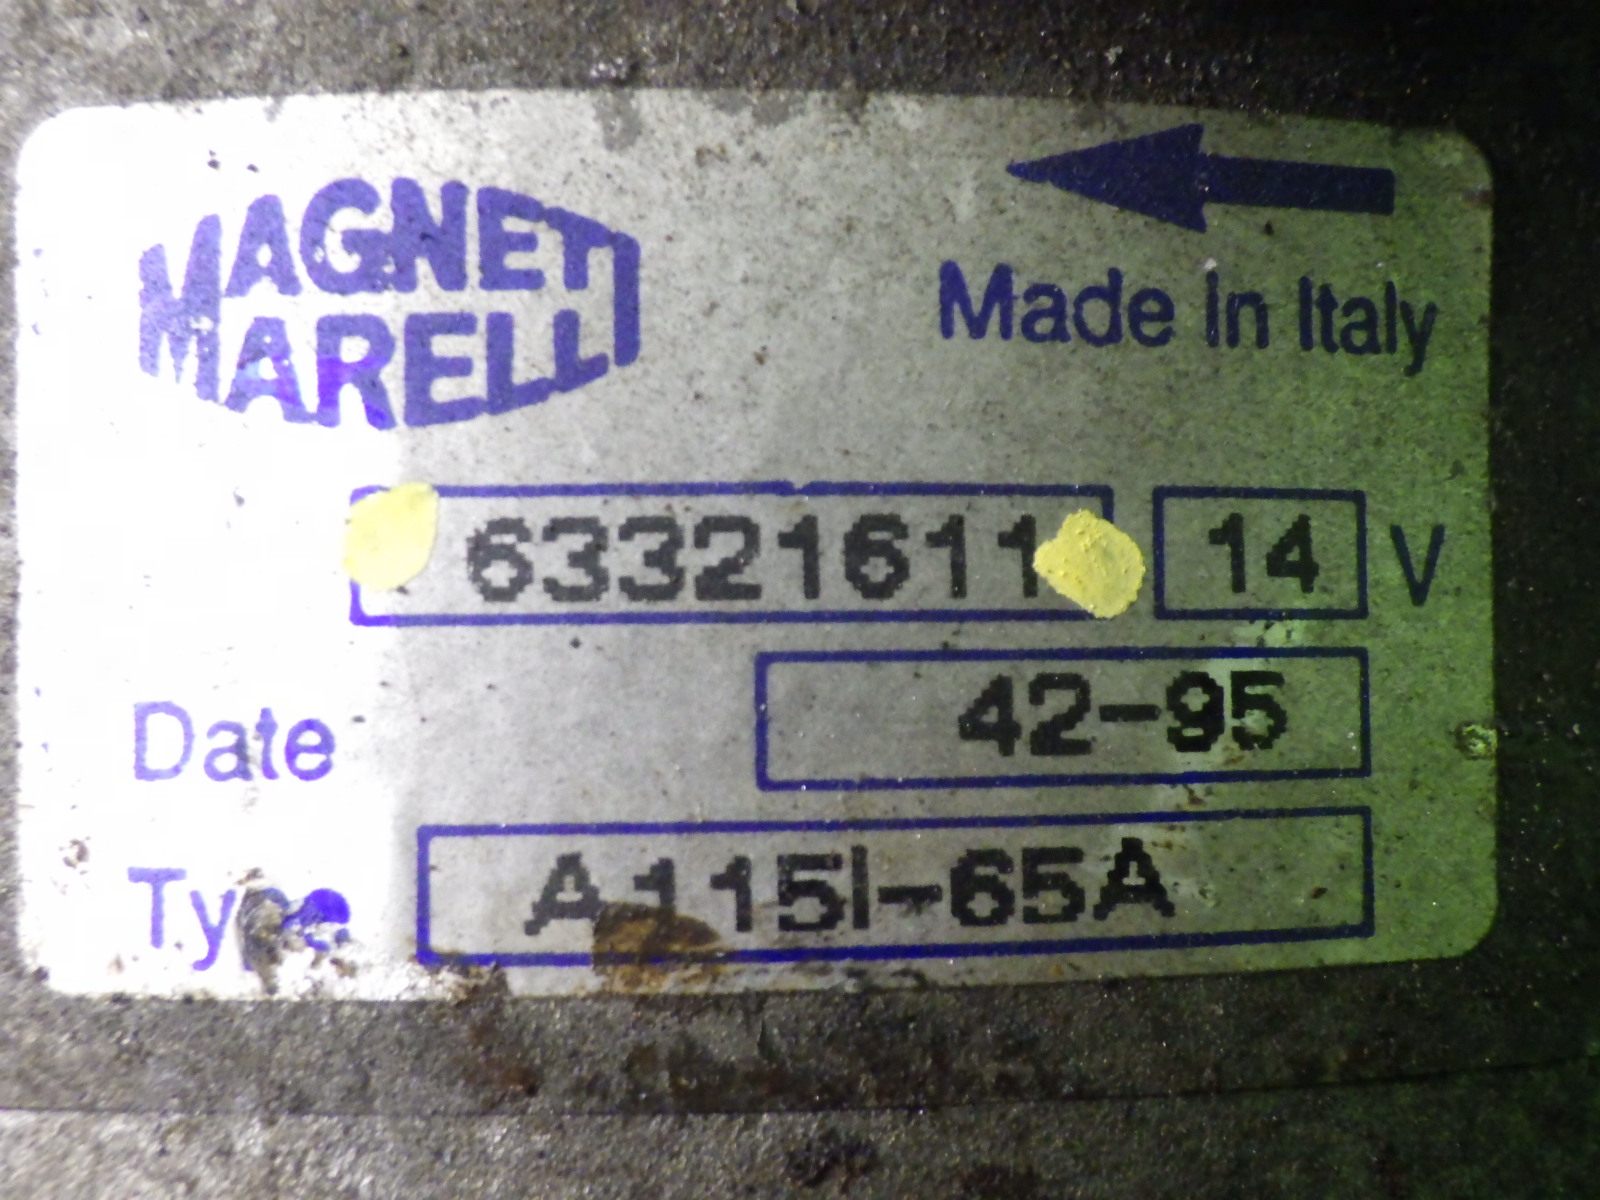 MAGNETI
MARELLI
Made in Italy
63321611
14 V
Date 42-95
Type A115I-65A